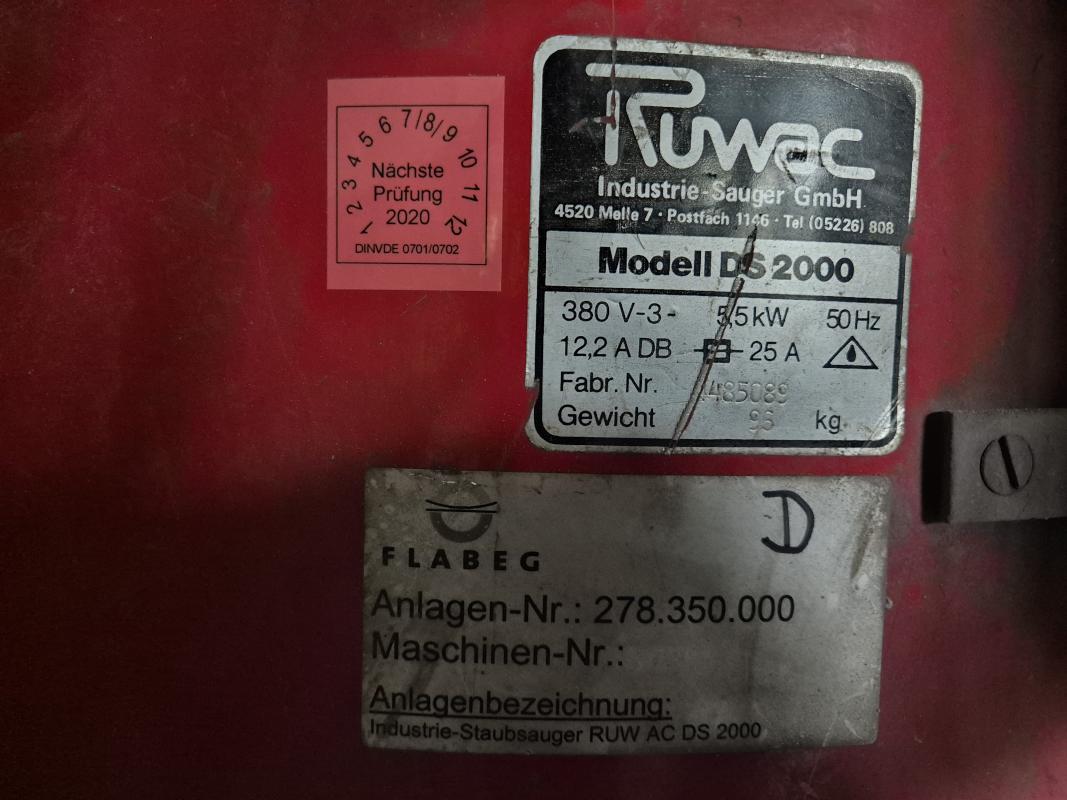 1 2 3 4 5 6 7/8/9 10 11 12
Nächste
Prüfung
2020
DINVDE 0701/0702
Ruwac
Industrie-Sauger GmbH
4520 Melle 7 · Postfach 1146 · Tel (05226) 808
Modell DS 2000
380 V-3- 5,5 kW 50 Hz
12,2 A DB 25 A
Fabr. Nr. 485089
Gewicht kg
D
FLABEG
Anlagen-Nr.: 278.350.000
Maschinen-Nr.:
Anlagenbezeichnung:
Industrie-Staubsauger RUW AC DS 2000